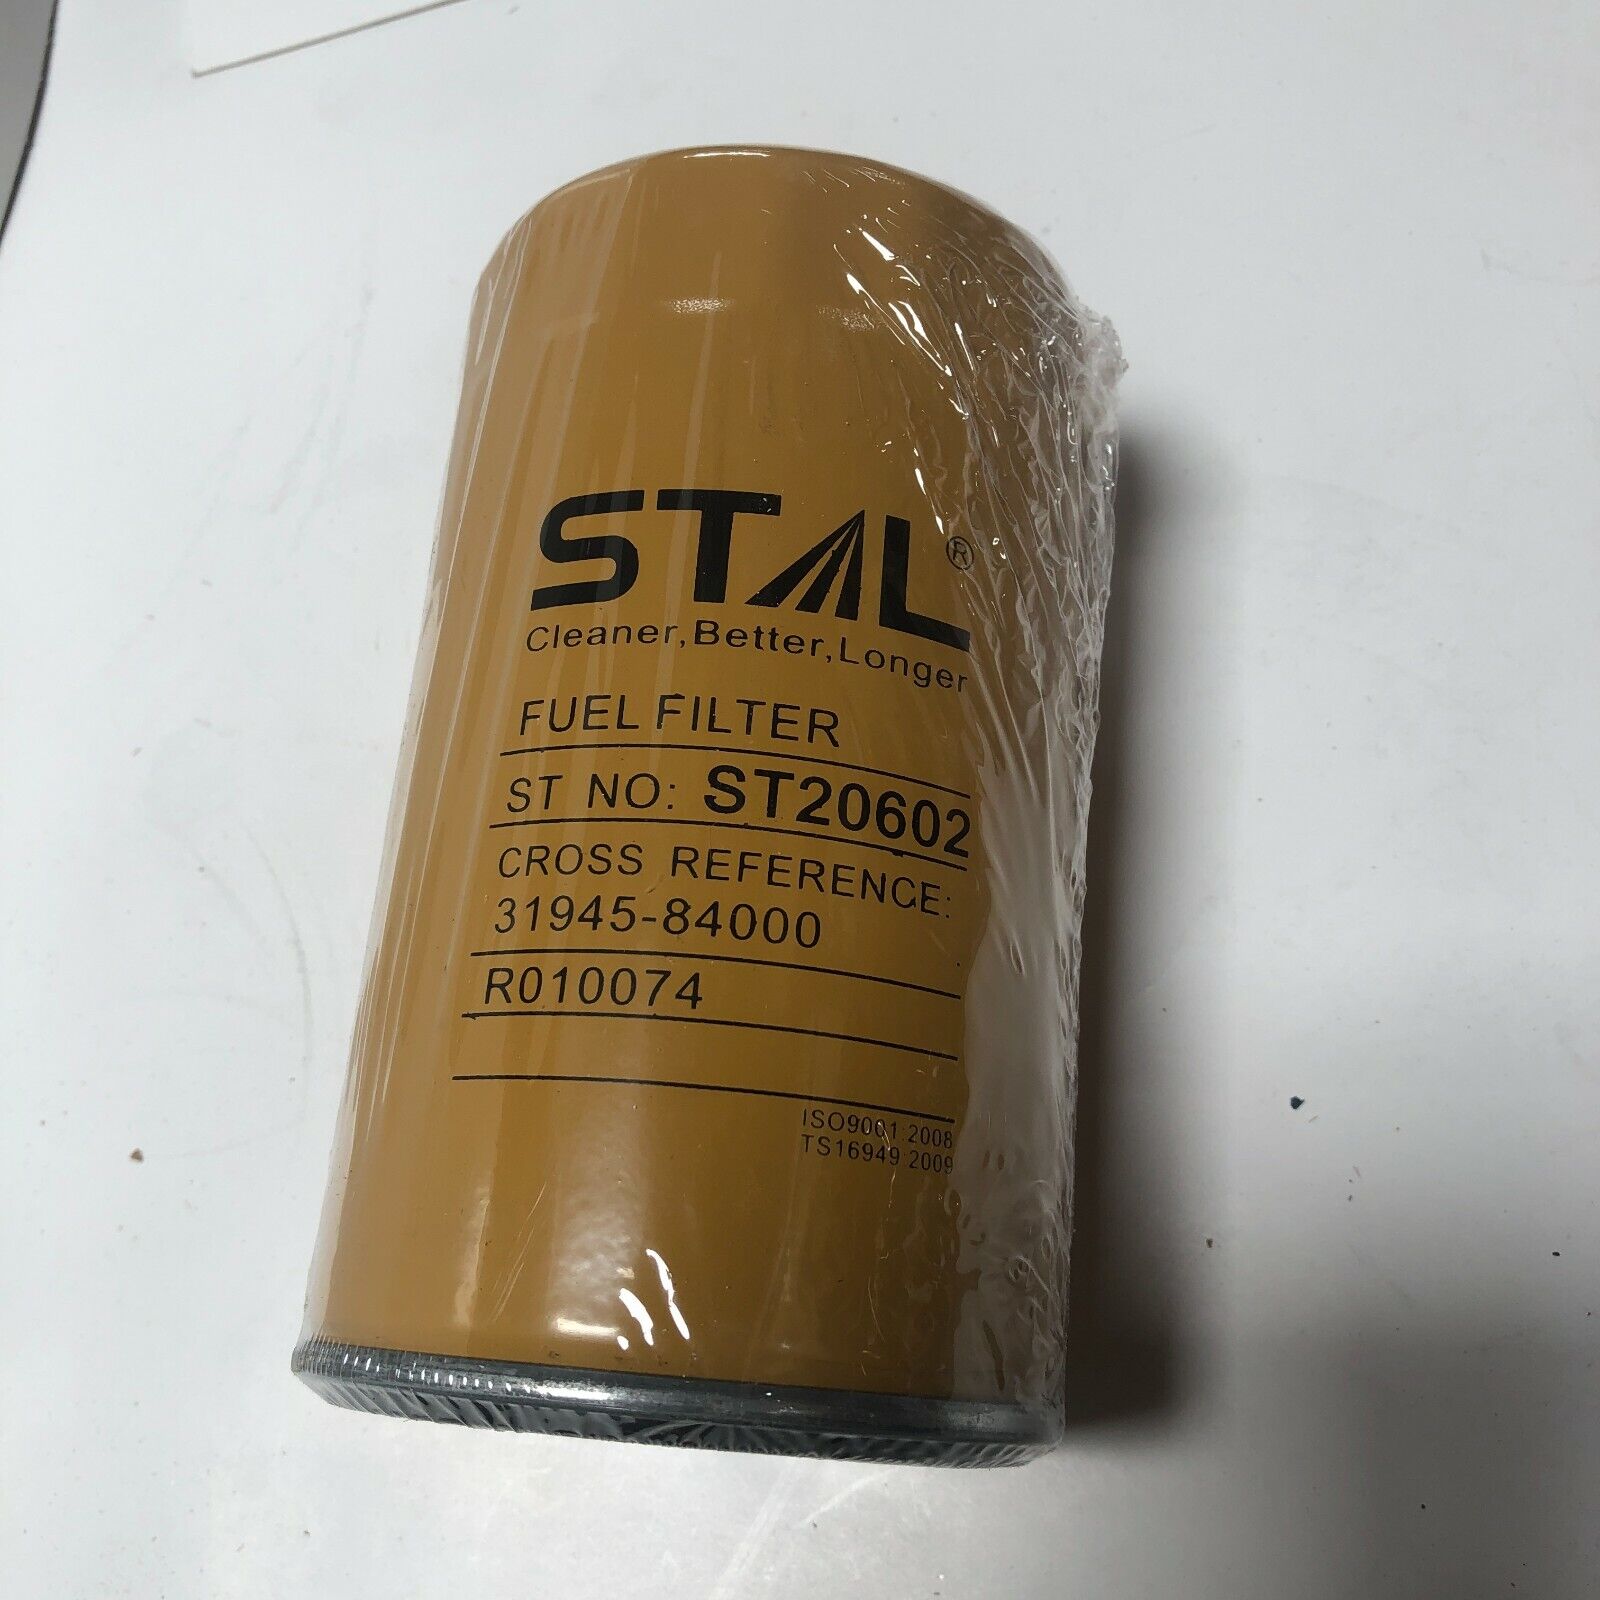 STAL®
Cleaner,Better,Longer
FUEL FILTER
ST NO: ST20602
CROSS REFERENCE:
31945-84000
R010074
ISO9001:2008
TS16949:2009